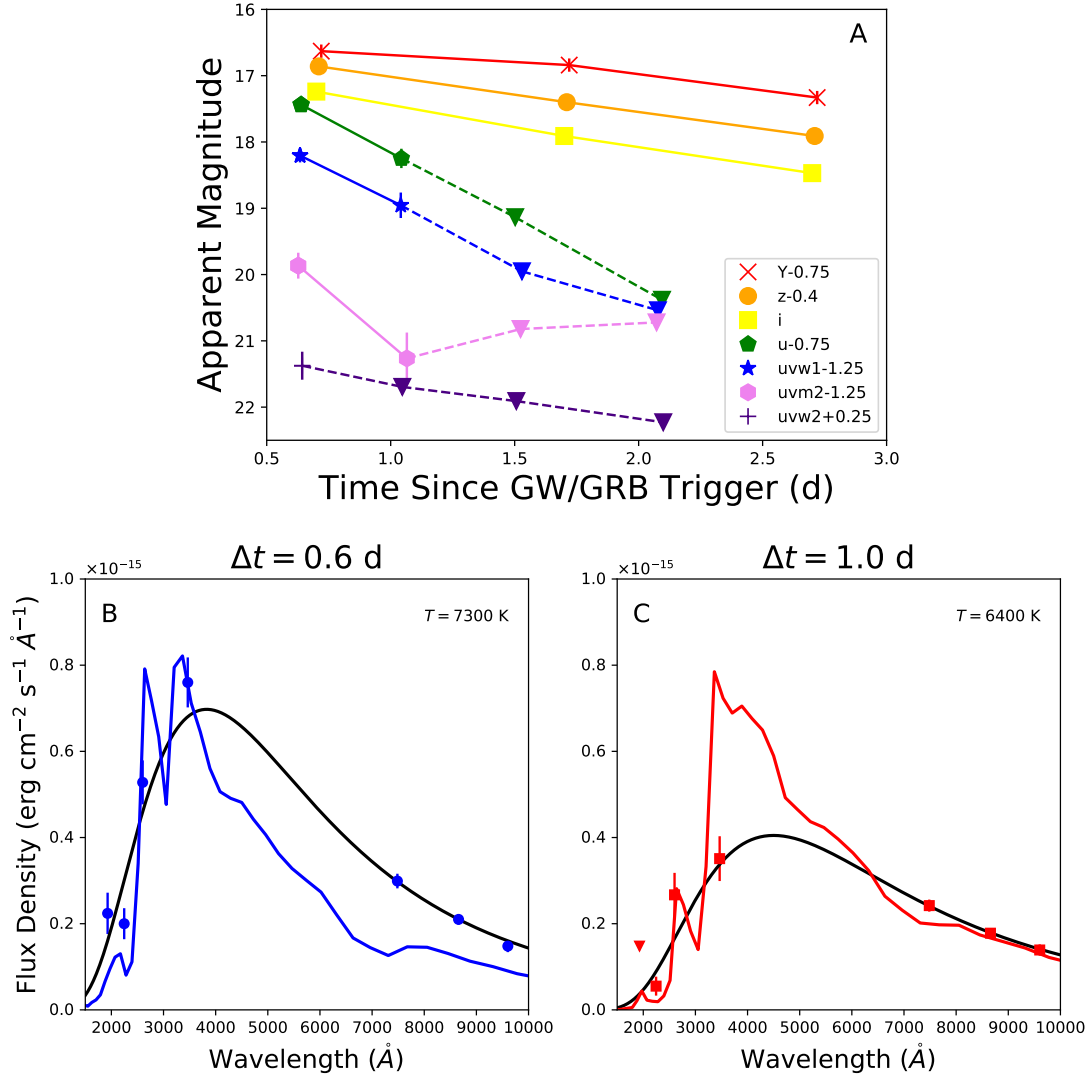 A
16
17
18
19
20
21
22
Apparent Magnitude
Y-0.75
z-0.4
i
u-0.75
uvw1-1.25
uvm2-1.25
uvw2+0.25
0.5 1.0 1.5 2.0 2.5 3.0
Time Since GW/GRB Trigger (d)
Δt = 0.6 d
×10⁻¹⁵
B
T = 7300 K
1.0
0.8
0.6
0.4
0.2
0.0
Flux Density (erg cm⁻² s⁻¹ Å⁻¹)
2000 3000 4000 5000 6000 7000 8000 9000 10000
Wavelength (Å)
Δt = 1.0 d
×10⁻¹⁵
C
T = 6400 K
1.0
0.8
0.6
0.4
0.2
0.0
2000 3000 4000 5000 6000 7000 8000 9000 10000
Wavelength (Å)